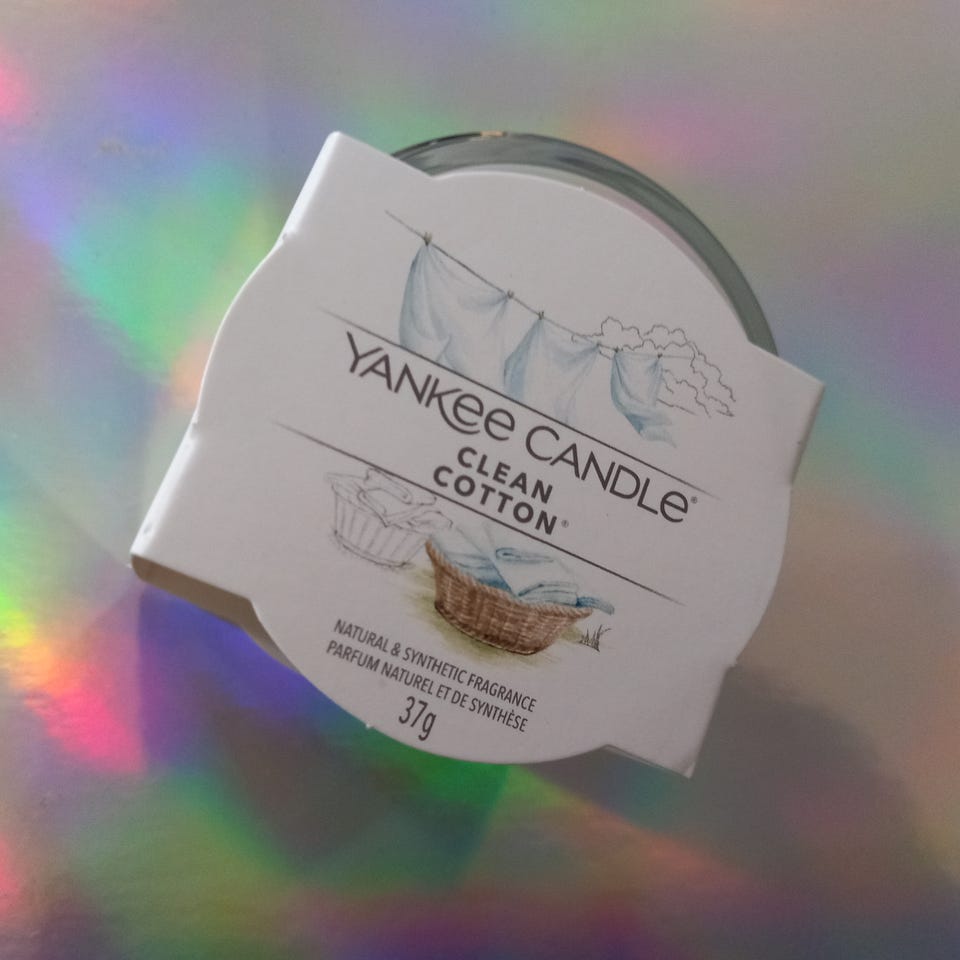 YANKEE CANDLE®
CLEAN
COTTON®
NATURAL & SYNTHETIC FRAGRANCE
PARFUM NATUREL ET DE SYNTHÈSE
37g